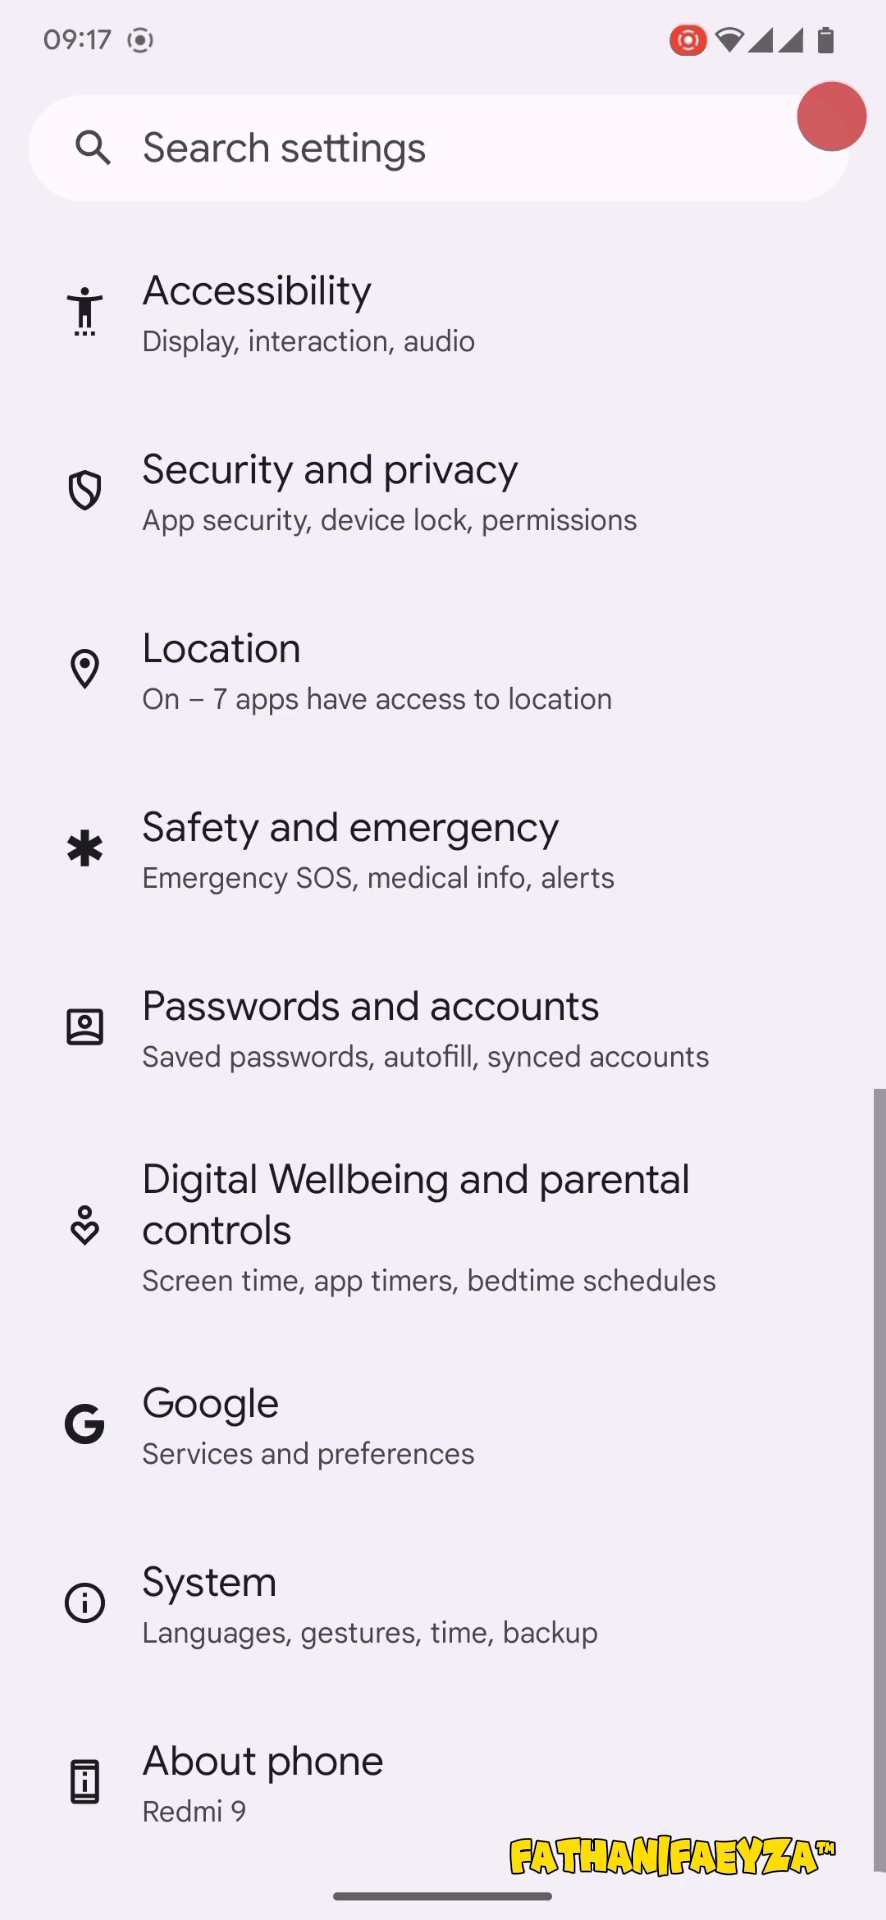 09:17
Search settings
Accessibility
Display, interaction, audio
Security and privacy
App security, device lock, permissions
Location
On – 7 apps have access to location
Safety and emergency
Emergency SOS, medical info, alerts
Passwords and accounts
Saved passwords, autofill, synced accounts
Digital Wellbeing and parental
controls
Screen time, app timers, bedtime schedules
Google
Services and preferences
System
Languages, gestures, time, backup
About phone
Redmi 9
FATHANIFAEYZA™